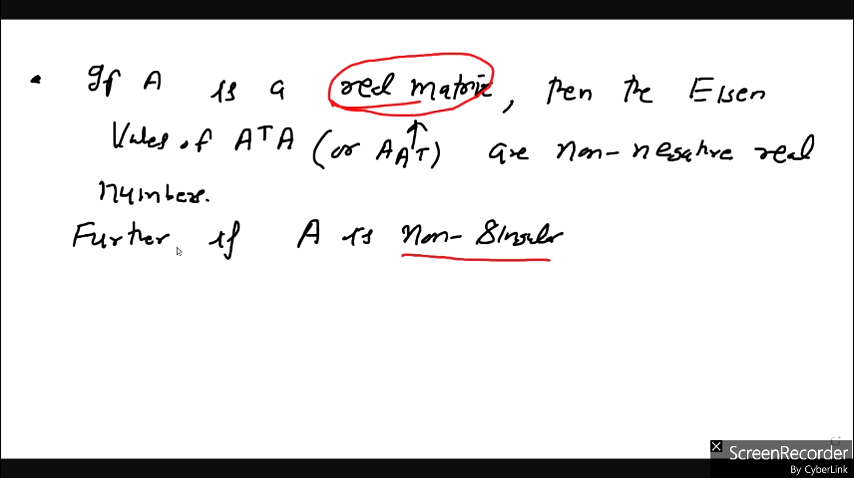 • If A is a real matrix, then the Eigen
Values of AᵀA (or AAᵀ) are non-negative real
numbers.
Further, if A is non-singular
ScreenRecorder
By CyberLink